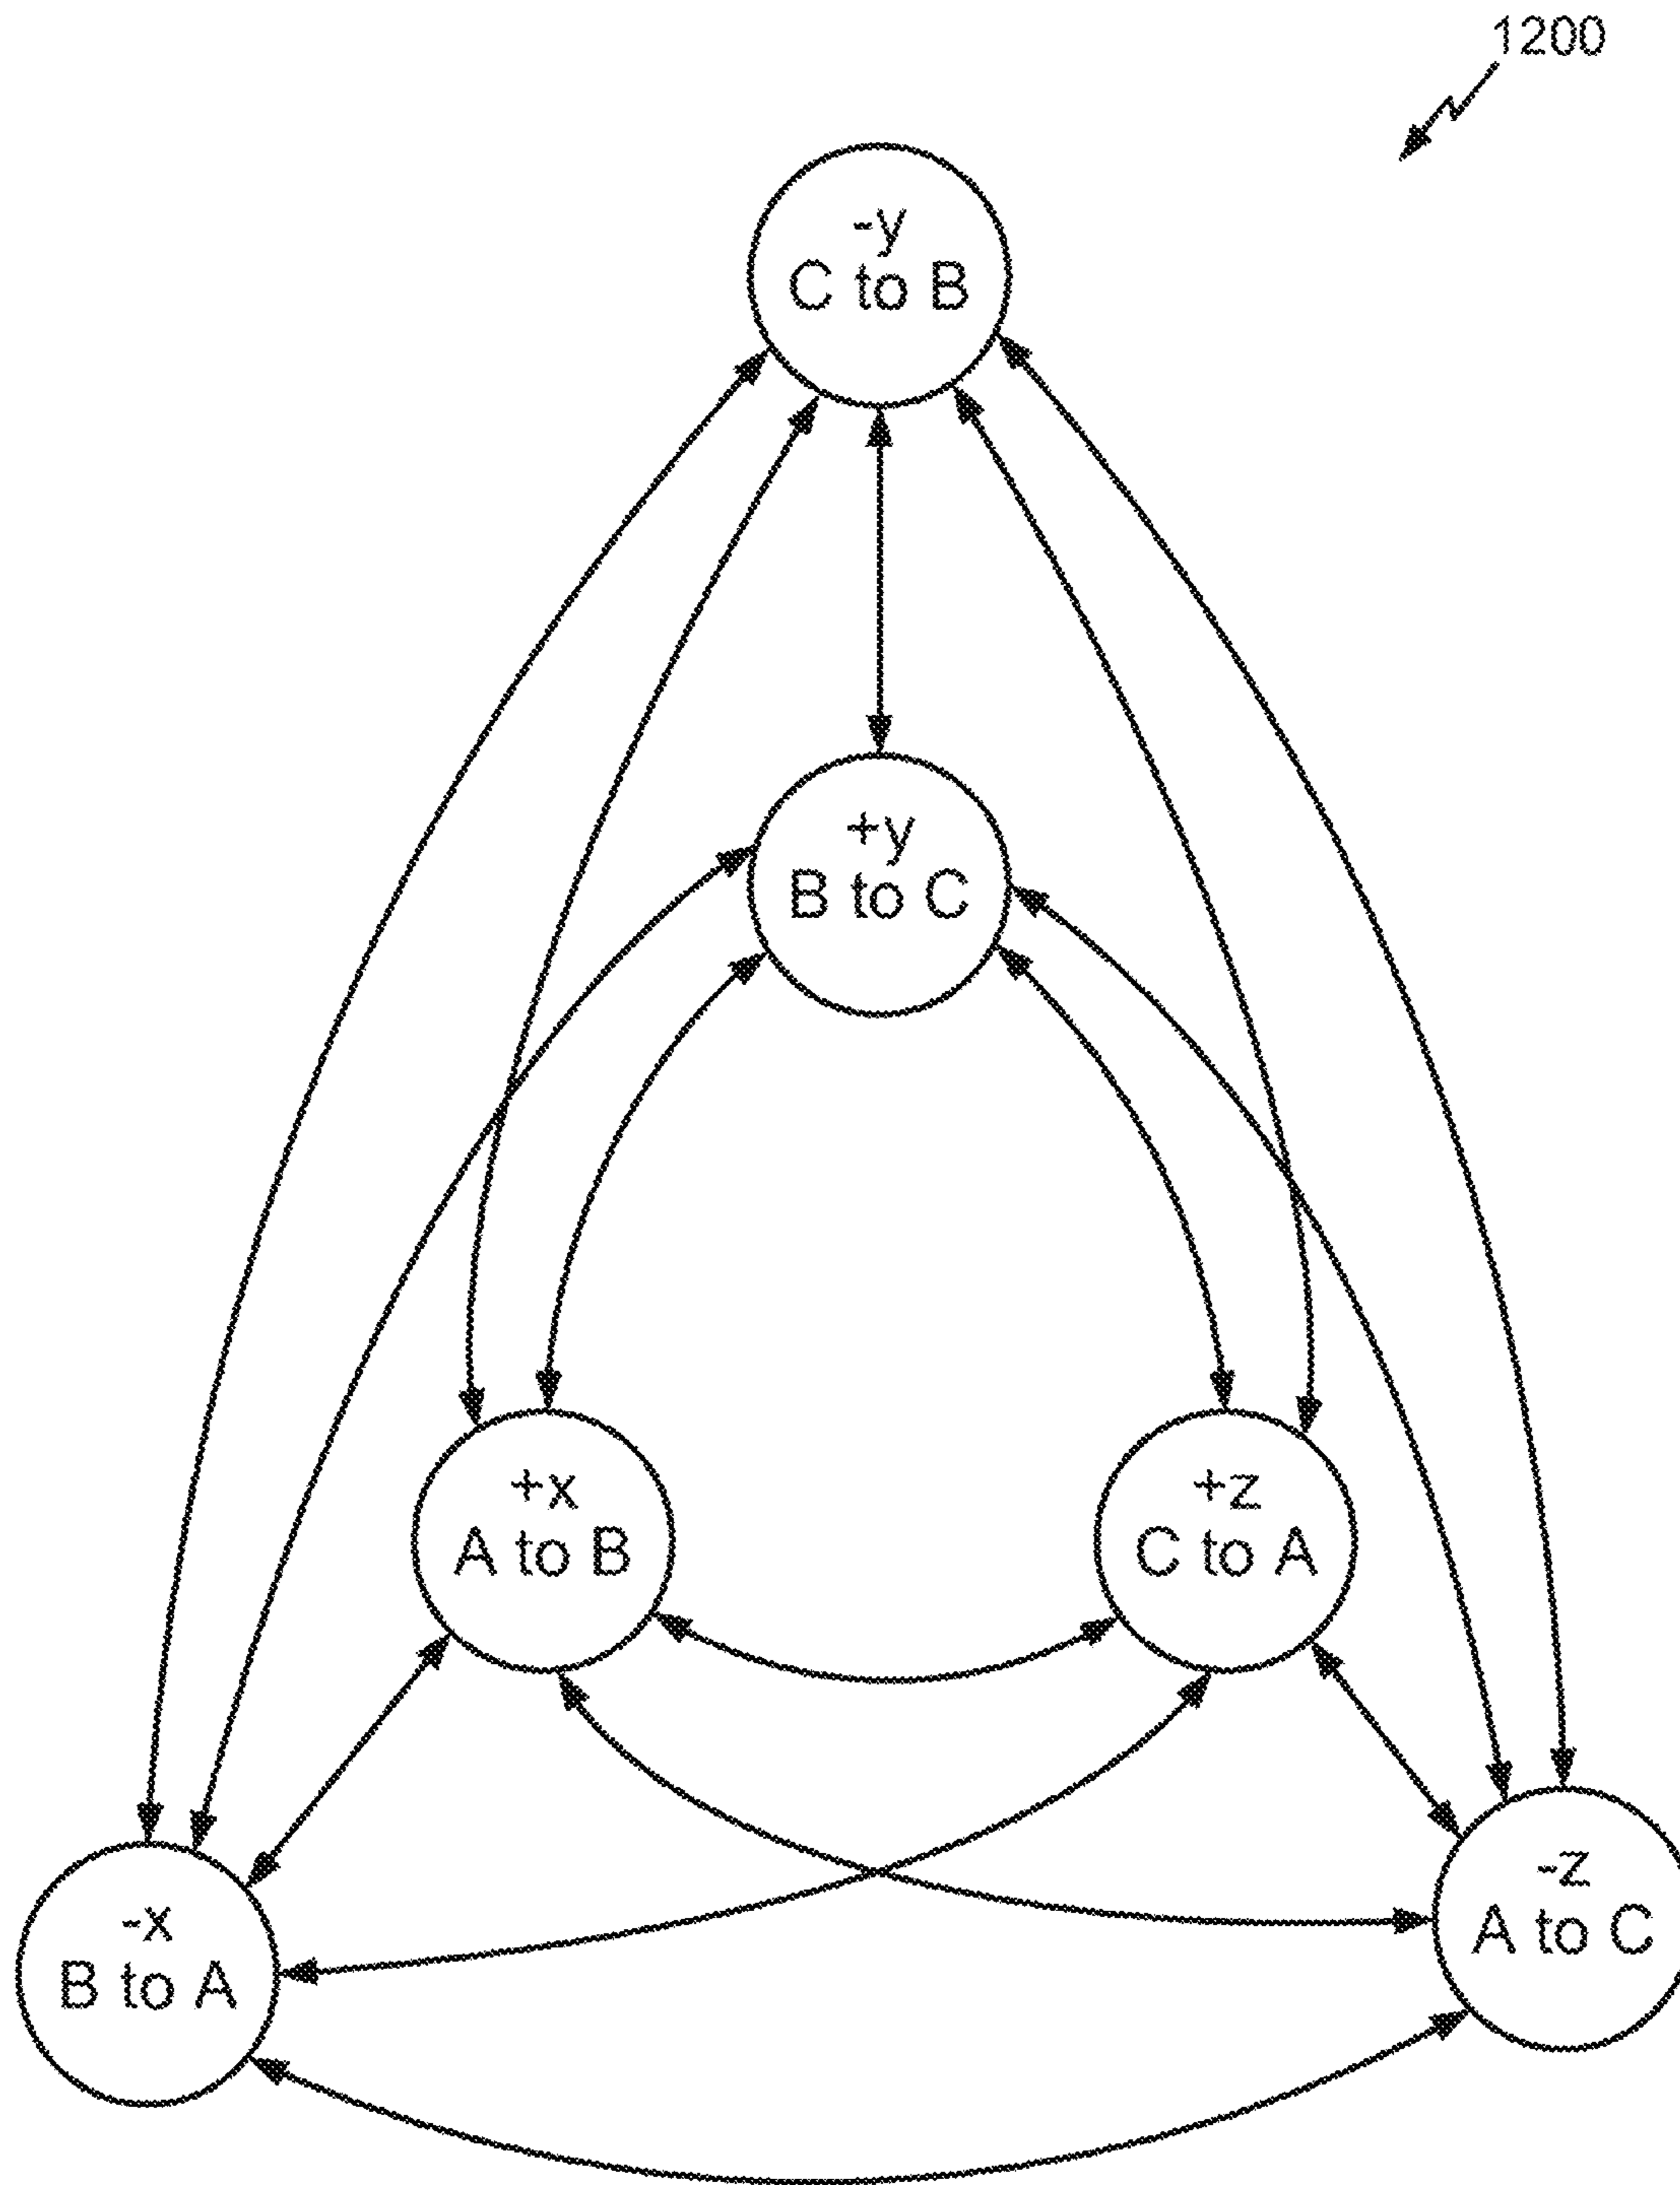 1200
-y
C to B
+y
B to C
+x
A to B
+z
C to A
-x
B to A
-z
A to C